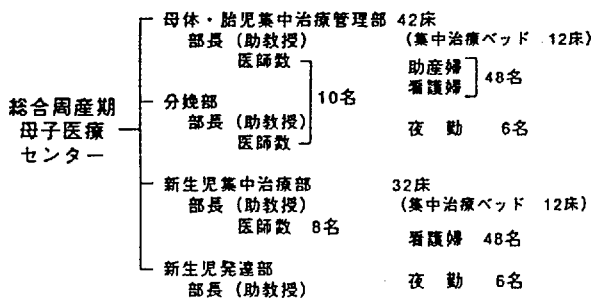 母体・胎児集中治療管理部 42床
部長(助教授) (集中治療ベッド 12床)
医師数
助産婦
看護婦
48名
10名
分娩部
部長(助教授) 夜 勤 6名
医師数
総合周産期
母子医療
センター
新生児集中治療部 32床
部長(助教授) (集中治療ベッド 12床)
医師数 8名
看護婦 48名
新生児発達部
部長(助教授) 夜 勤 6名